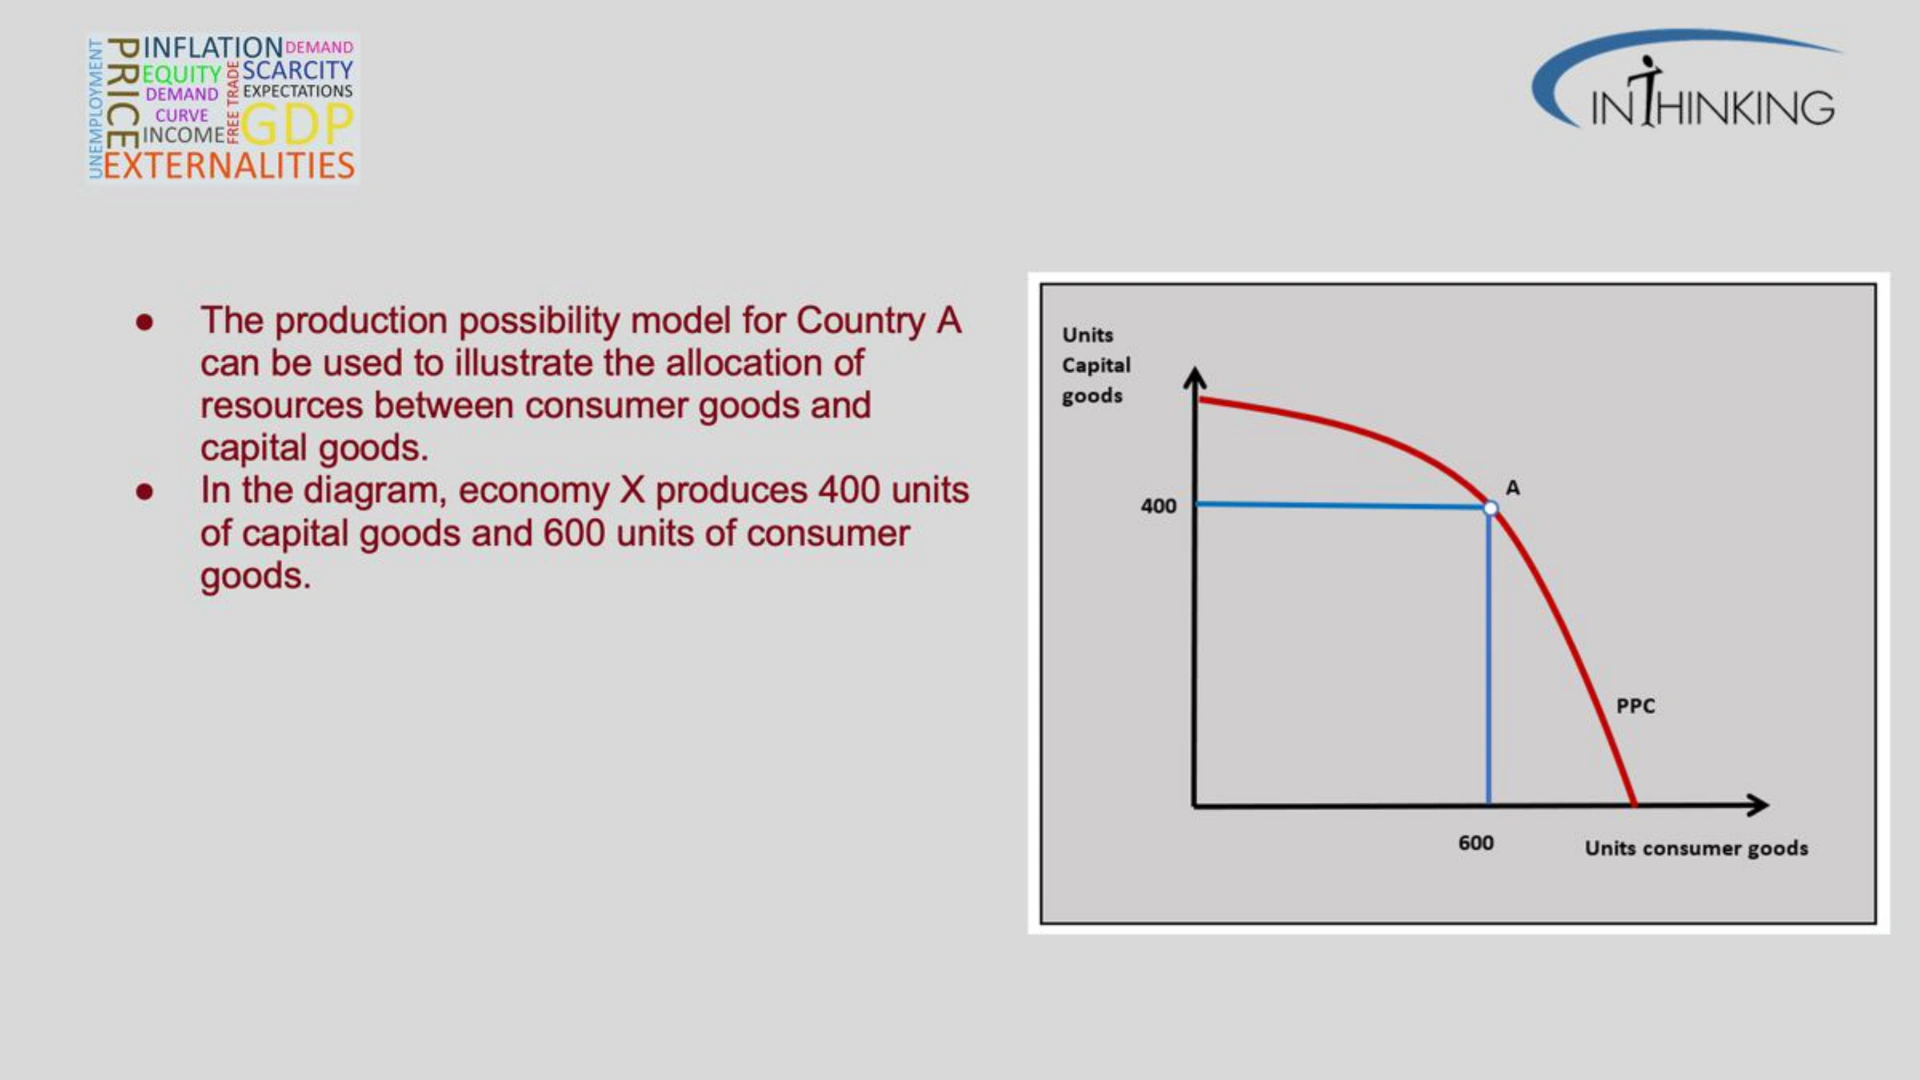 UNEMPLOYMENT
PRICE
INFLATION DEMAND
EQUITY SCARCITY
DEMAND EXPECTATIONS
CURVE
INCOME
FREE TRADE
GDP
EXTERNALITIES
INTHINKING
● The production possibility model for Country A
can be used to illustrate the allocation of
resources between consumer goods and
capital goods.
● In the diagram, economy X produces 400 units
of capital goods and 600 units of consumer
goods.
Units
Capital
goods
A
400
PPC
600
Units consumer goods